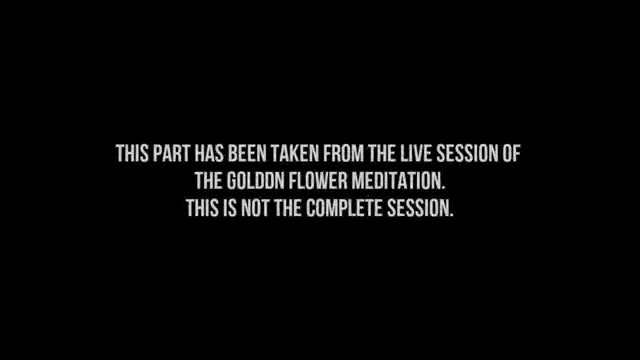 THIS PART HAS BEEN TAKEN FROM THE LIVE SESSION OF
THE GOLDDN FLOWER MEDITATION.
THIS IS NOT THE COMPLETE SESSION.